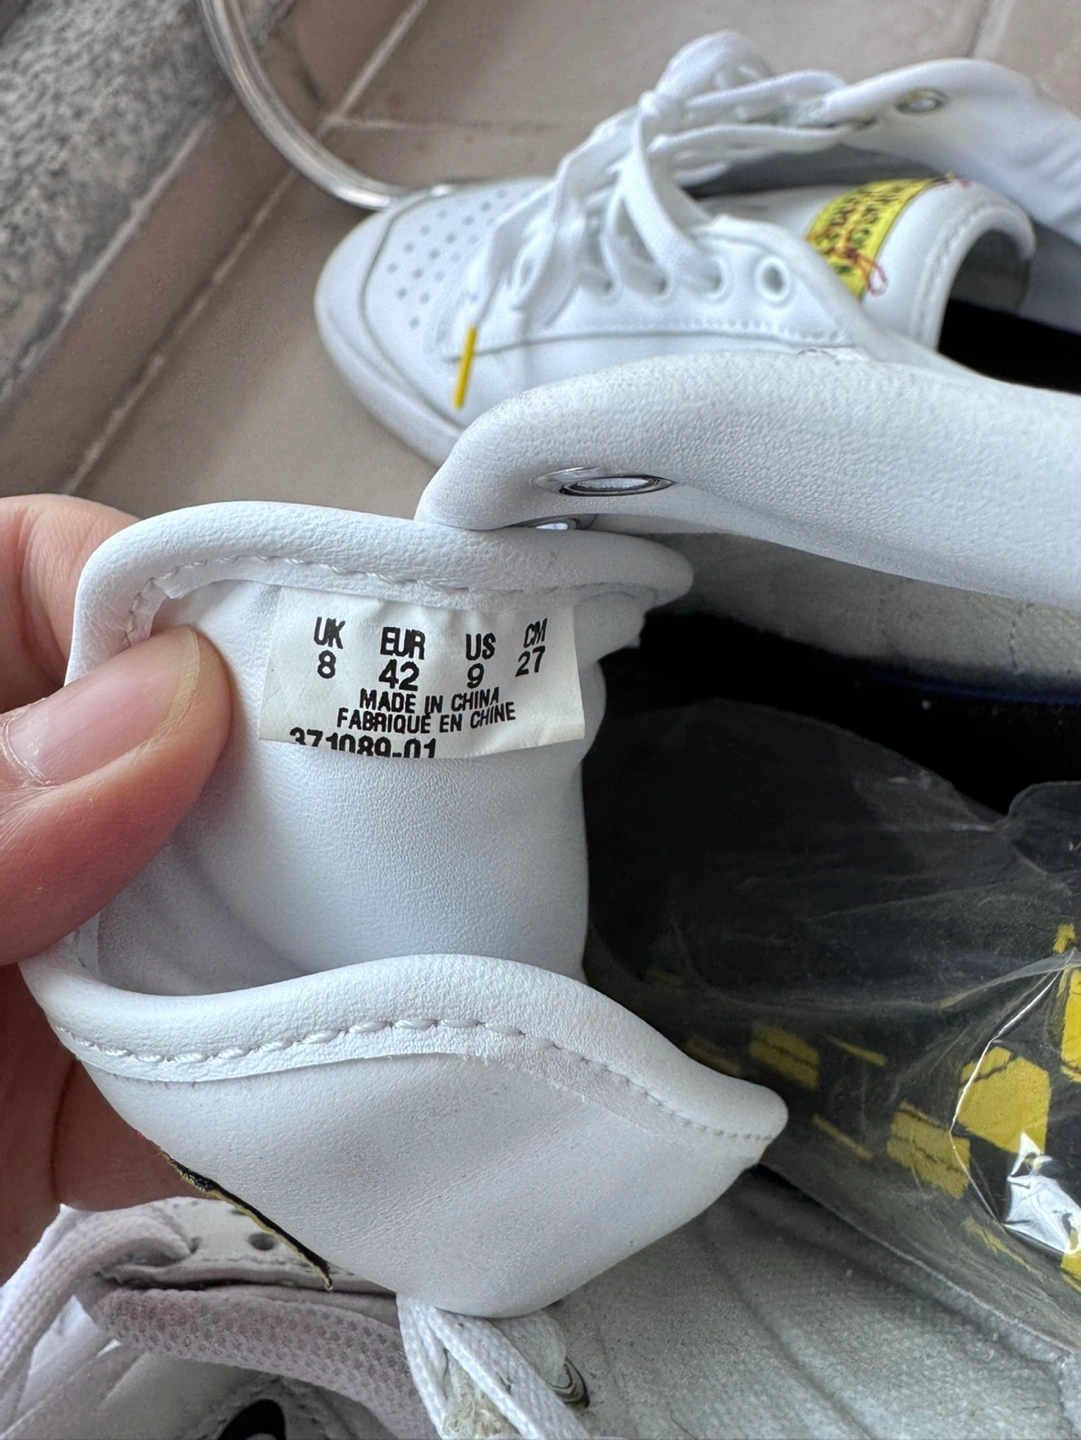 UK EUR US CM
8 42 9 27
MADE IN CHINA
FABRIQUÉ EN CHINE
371089-01